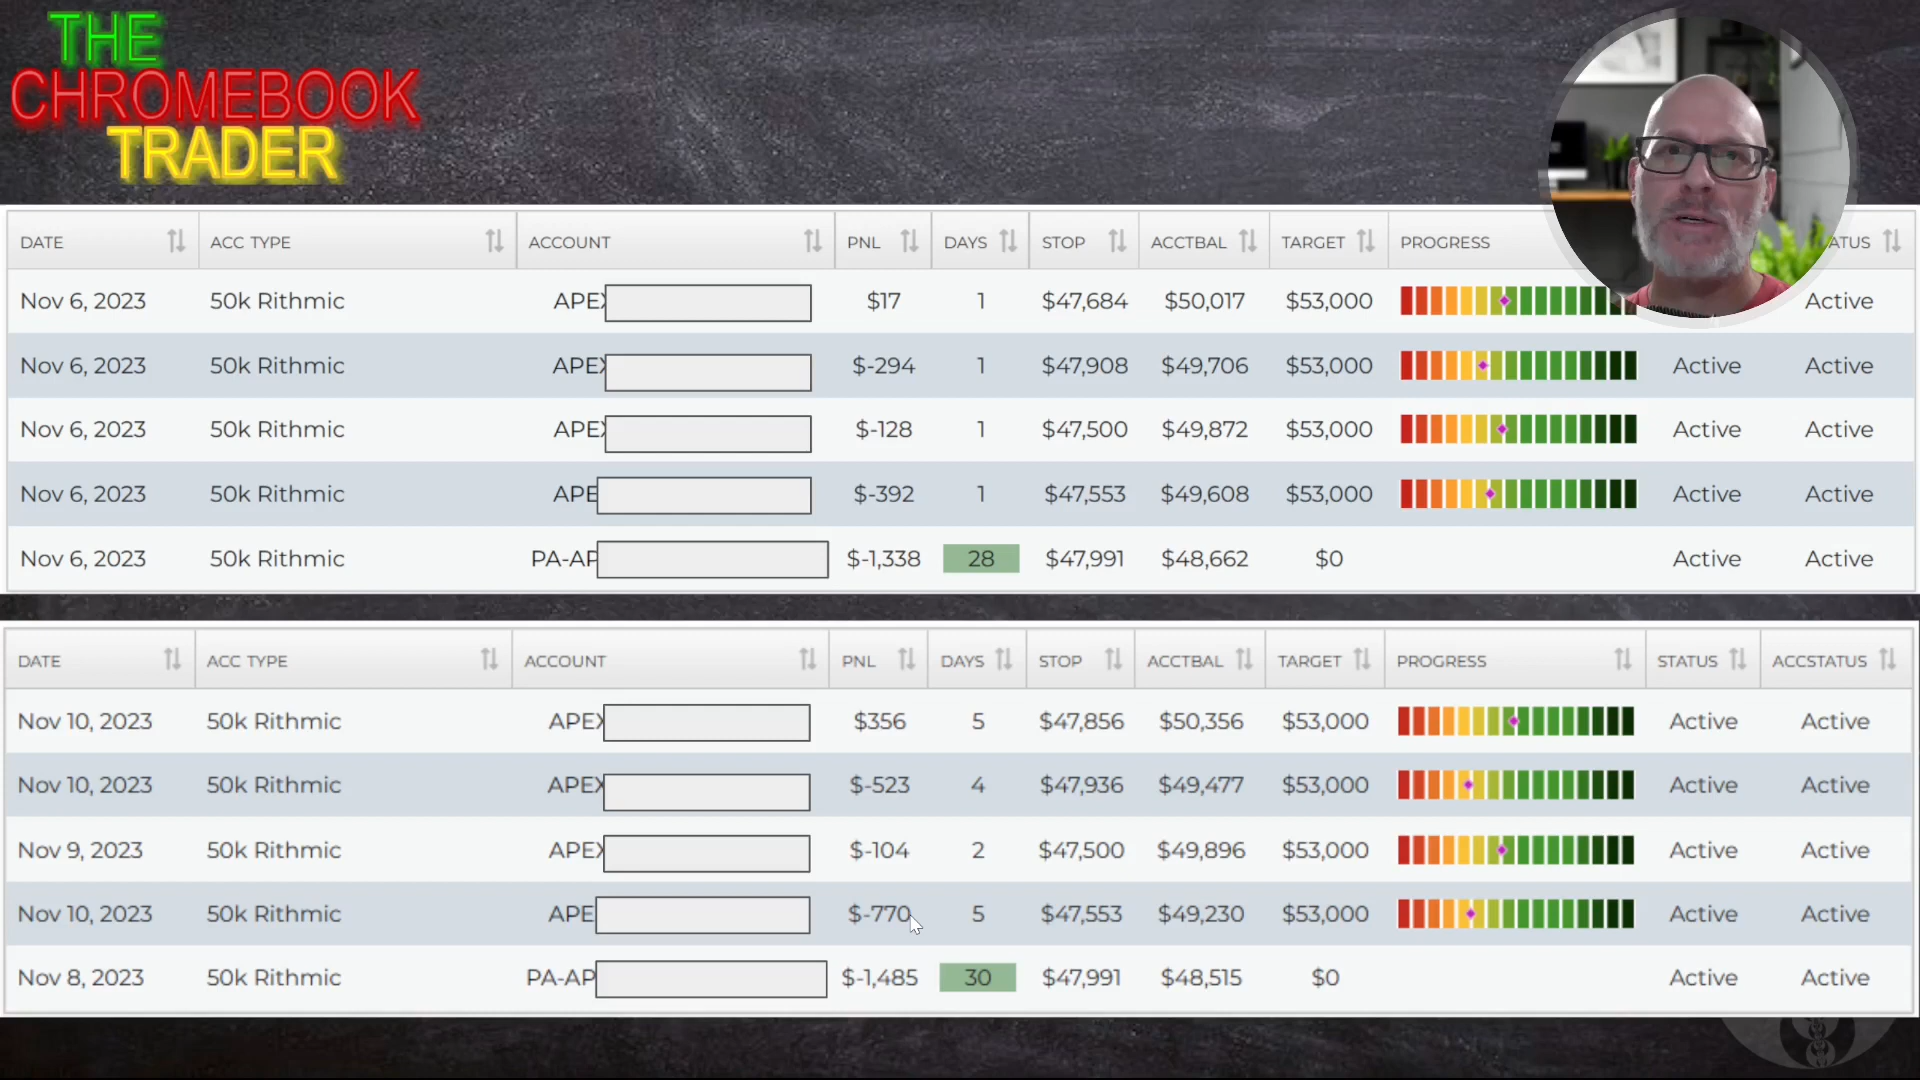 THE
CHROMEBOOK
TRADER
DATE ACC TYPE ACCOUNT PNL DAYS STOP ACCTBAL TARGET PROGRESS ATUS
Nov 6, 2023 50k Rithmic APEX $17 1 $47,684 $50,017 $53,000 Active
Nov 6, 2023 50k Rithmic APEX $-294 1 $47,908 $49,706 $53,000 Active Active
Nov 6, 2023 50k Rithmic APEX $-128 1 $47,500 $49,872 $53,000 Active Active
Nov 6, 2023 50k Rithmic APE $-392 1 $47,553 $49,608 $53,000 Active Active
Nov 6, 2023 50k Rithmic PA-AP $-1,338 28 $47,991 $48,662 $0 Active Active
DATE ACC TYPE ACCOUNT PNL DAYS STOP ACCTBAL TARGET PROGRESS STATUS ACCSTATUS
Nov 10, 2023 50k Rithmic APEX $356 5 $47,856 $50,356 $53,000 Active Active
Nov 10, 2023 50k Rithmic APEX $-523 4 $47,936 $49,477 $53,000 Active Active
Nov 9, 2023 50k Rithmic APEX $-104 2 $47,500 $49,896 $53,000 Active Active
Nov 10, 2023 50k Rithmic APE $-770 5 $47,553 $49,230 $53,000 Active Active
Nov 8, 2023 50k Rithmic PA-AP $-1,485 30 $47,991 $48,515 $0 Active Active